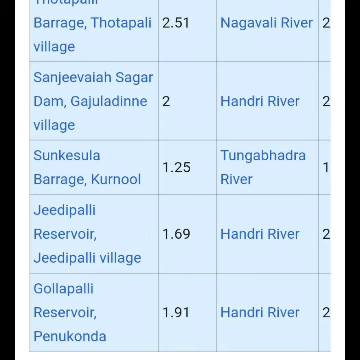 Thotapalli
Barrage, Thotapali 2.51 Nagavali River 2
village
Sanjeevaiah Sagar
Dam, Gajuladinne 2 Handri River 2
village
Sunkesula Tungabhadra
1.25 1
Barrage, Kurnool River
Jeedipalli
Reservoir, 1.69 Handri River 2
Jeedipalli village
Gollapalli
Reservoir, 1.91 Handri River 2
Penukonda